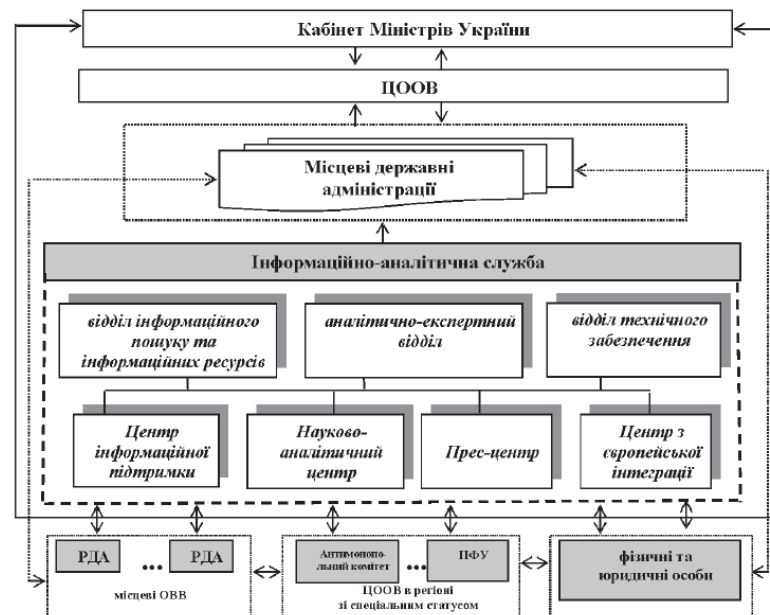 Кабінет Міністрів України
ЦООВ
Місцеві державні
адміністрації
Інформаційно-аналітична служба
відділ інформаційного
пошуку та
інформаційних ресурсів
аналітично-експертний
відділ
відділ технічного
забезпечення
Центр
інформаційної
підтримки
Науково-
аналітичний
центр
Прес-центр
Центр з
європейської
інтеграції
РДА ... РДА
місцеві ОВВ
Антимонопо-
льний комітет
... ПФУ
ЦООВ в регіоні
зі спеціальним статусом
фізичні та
юридичні особи